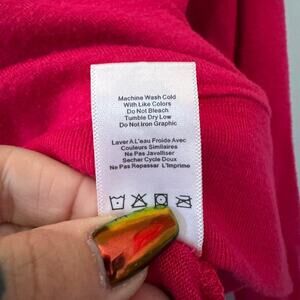 Machine Wash Cold
With Like Colors
Do Not Bleach
Tumble Dry Low
Do Not Iron Graphic
Laver À L'eau Froide Avec
Couleurs Similaires
Ne Pas Javelliser
Secher Cycle Doux
Ne Pas Repasser L'Imprime